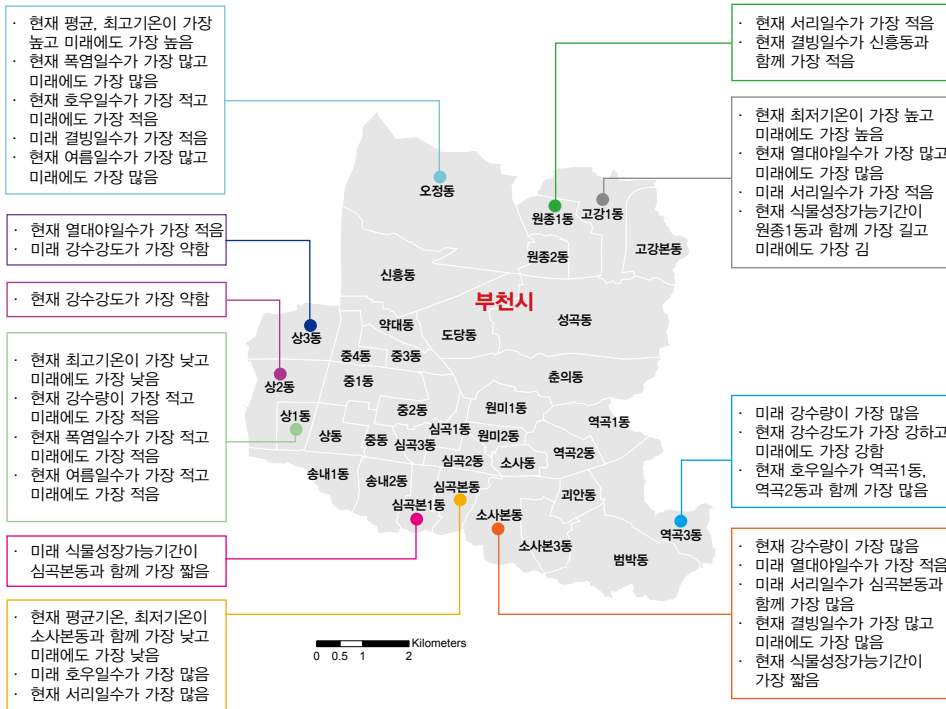 · 현재 평균, 최고기온이 가장
높고 미래에도 가장 높음
· 현재 폭염일수가 가장 많고
미래에도 가장 많음
· 현재 호우일수가 가장 적고
미래에도 가장 적음
· 미래 결빙일수가 가장 적음
· 현재 여름일수가 가장 많고
미래에도 가장 많음
· 현재 열대야일수가 가장 적음
· 미래 강수강도가 가장 약함
· 현재 강수강도가 가장 약함
· 현재 최고기온이 가장 낮고
미래에도 가장 낮음
· 현재 강수량이 가장 적고
미래에도 가장 적음
· 현재 폭염일수가 가장 적고
미래에도 가장 적음
· 현재 여름일수가 가장 적고
미래에도 가장 적음
· 미래 식물성장가능기간이
심곡본동과 함께 가장 짧음
· 현재 평균기온, 최저기온이
소사본동과 함께 가장 낮고
미래에도 가장 낮음
· 미래 호우일수가 가장 많음
· 현재 서리일수가 가장 많음
· 현재 서리일수가 가장 적음
· 현재 결빙일수가 신흥동과
함께 가장 적음
· 현재 최저기온이 가장 높고
미래에도 가장 높음
· 현재 열대야일수가 가장 많고
미래에도 가장 많음
· 미래 서리일수가 가장 적음
· 현재 식물성장가능기간이
원종1동과 함께 가장 길고
미래에도 가장 김
· 미래 강수량이 가장 많음
· 현재 강수강도가 가장 강하고
미래에도 가장 강함
· 현재 호우일수가 역곡1동,
역곡2동과 함께 가장 많음
· 현재 강수량이 가장 많음
· 미래 열대야일수가 가장 적음
· 미래 서리일수가 심곡본동과
함께 가장 많음
· 현재 결빙일수가 가장 많고
미래에도 가장 많음
· 현재 식물성장가능기간이
가장 짧음
오정동
원종1동
고강1동
원종2동
고강본동
신흥동
부천시
약대동
도당동
성곡동
상3동
중4동
중3동
상2동
중1동
춘의동
상1동
중2동
원미1동
상동
중동
심곡3동
심곡1동
원미2동
역곡1동
송내1동
송내2동
심곡2동
소사동
역곡2동
심곡본1동
심곡본동
소사본동
괴안동
소사본3동
범박동
역곡3동
Kilometers
0 0.5 1 2